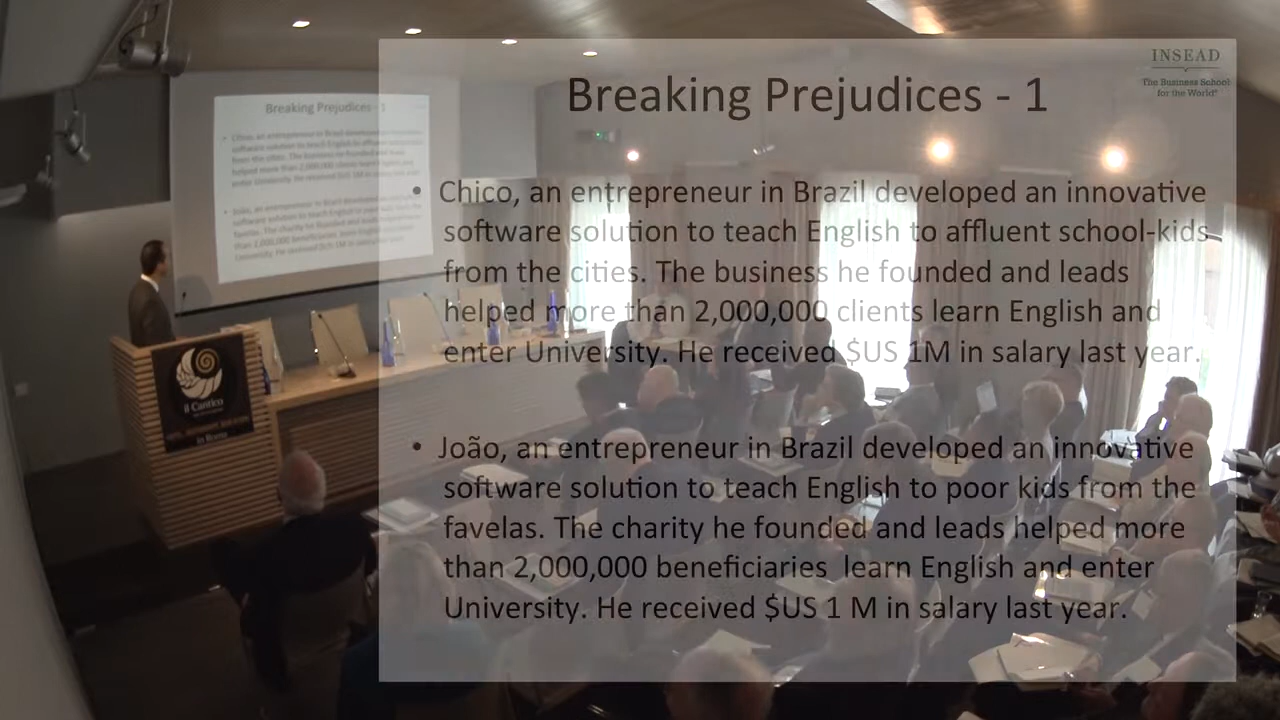 INSEAD
The Business School
for the World®
Breaking Prejudices - 1
• Chico, an entrepreneur in Brazil developed an innovative
software solution to teach English to affluent school-kids
from the cities. The business he founded and leads
helped more than 2,000,000 clients learn English and
enter University. He received $US 1M in salary last year.
• João, an entrepreneur in Brazil developed an innovative
software solution to teach English to poor kids from the
favelas. The charity he founded and leads helped more
than 2,000,000 beneficiaries learn English and enter
University. He received $US 1 M in salary last year.
Breaking Prejudices - 1
il Cantico
in Rome